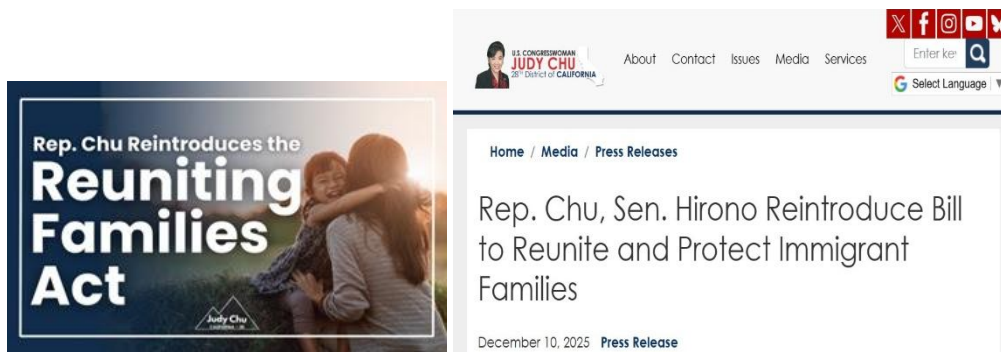 Rep. Chu Reintroduces the
Reuniting
Families
Act
Judy Chu
U.S. CONGRESSWOMAN
JUDY CHU
28TH District of CALIFORNIA
About Contact Issues Media Services
Enter ke
Select Language
Home / Media / Press Releases
Rep. Chu, Sen. Hirono Reintroduce Bill
to Reunite and Protect Immigrant
Families
December 10, 2025 Press Release